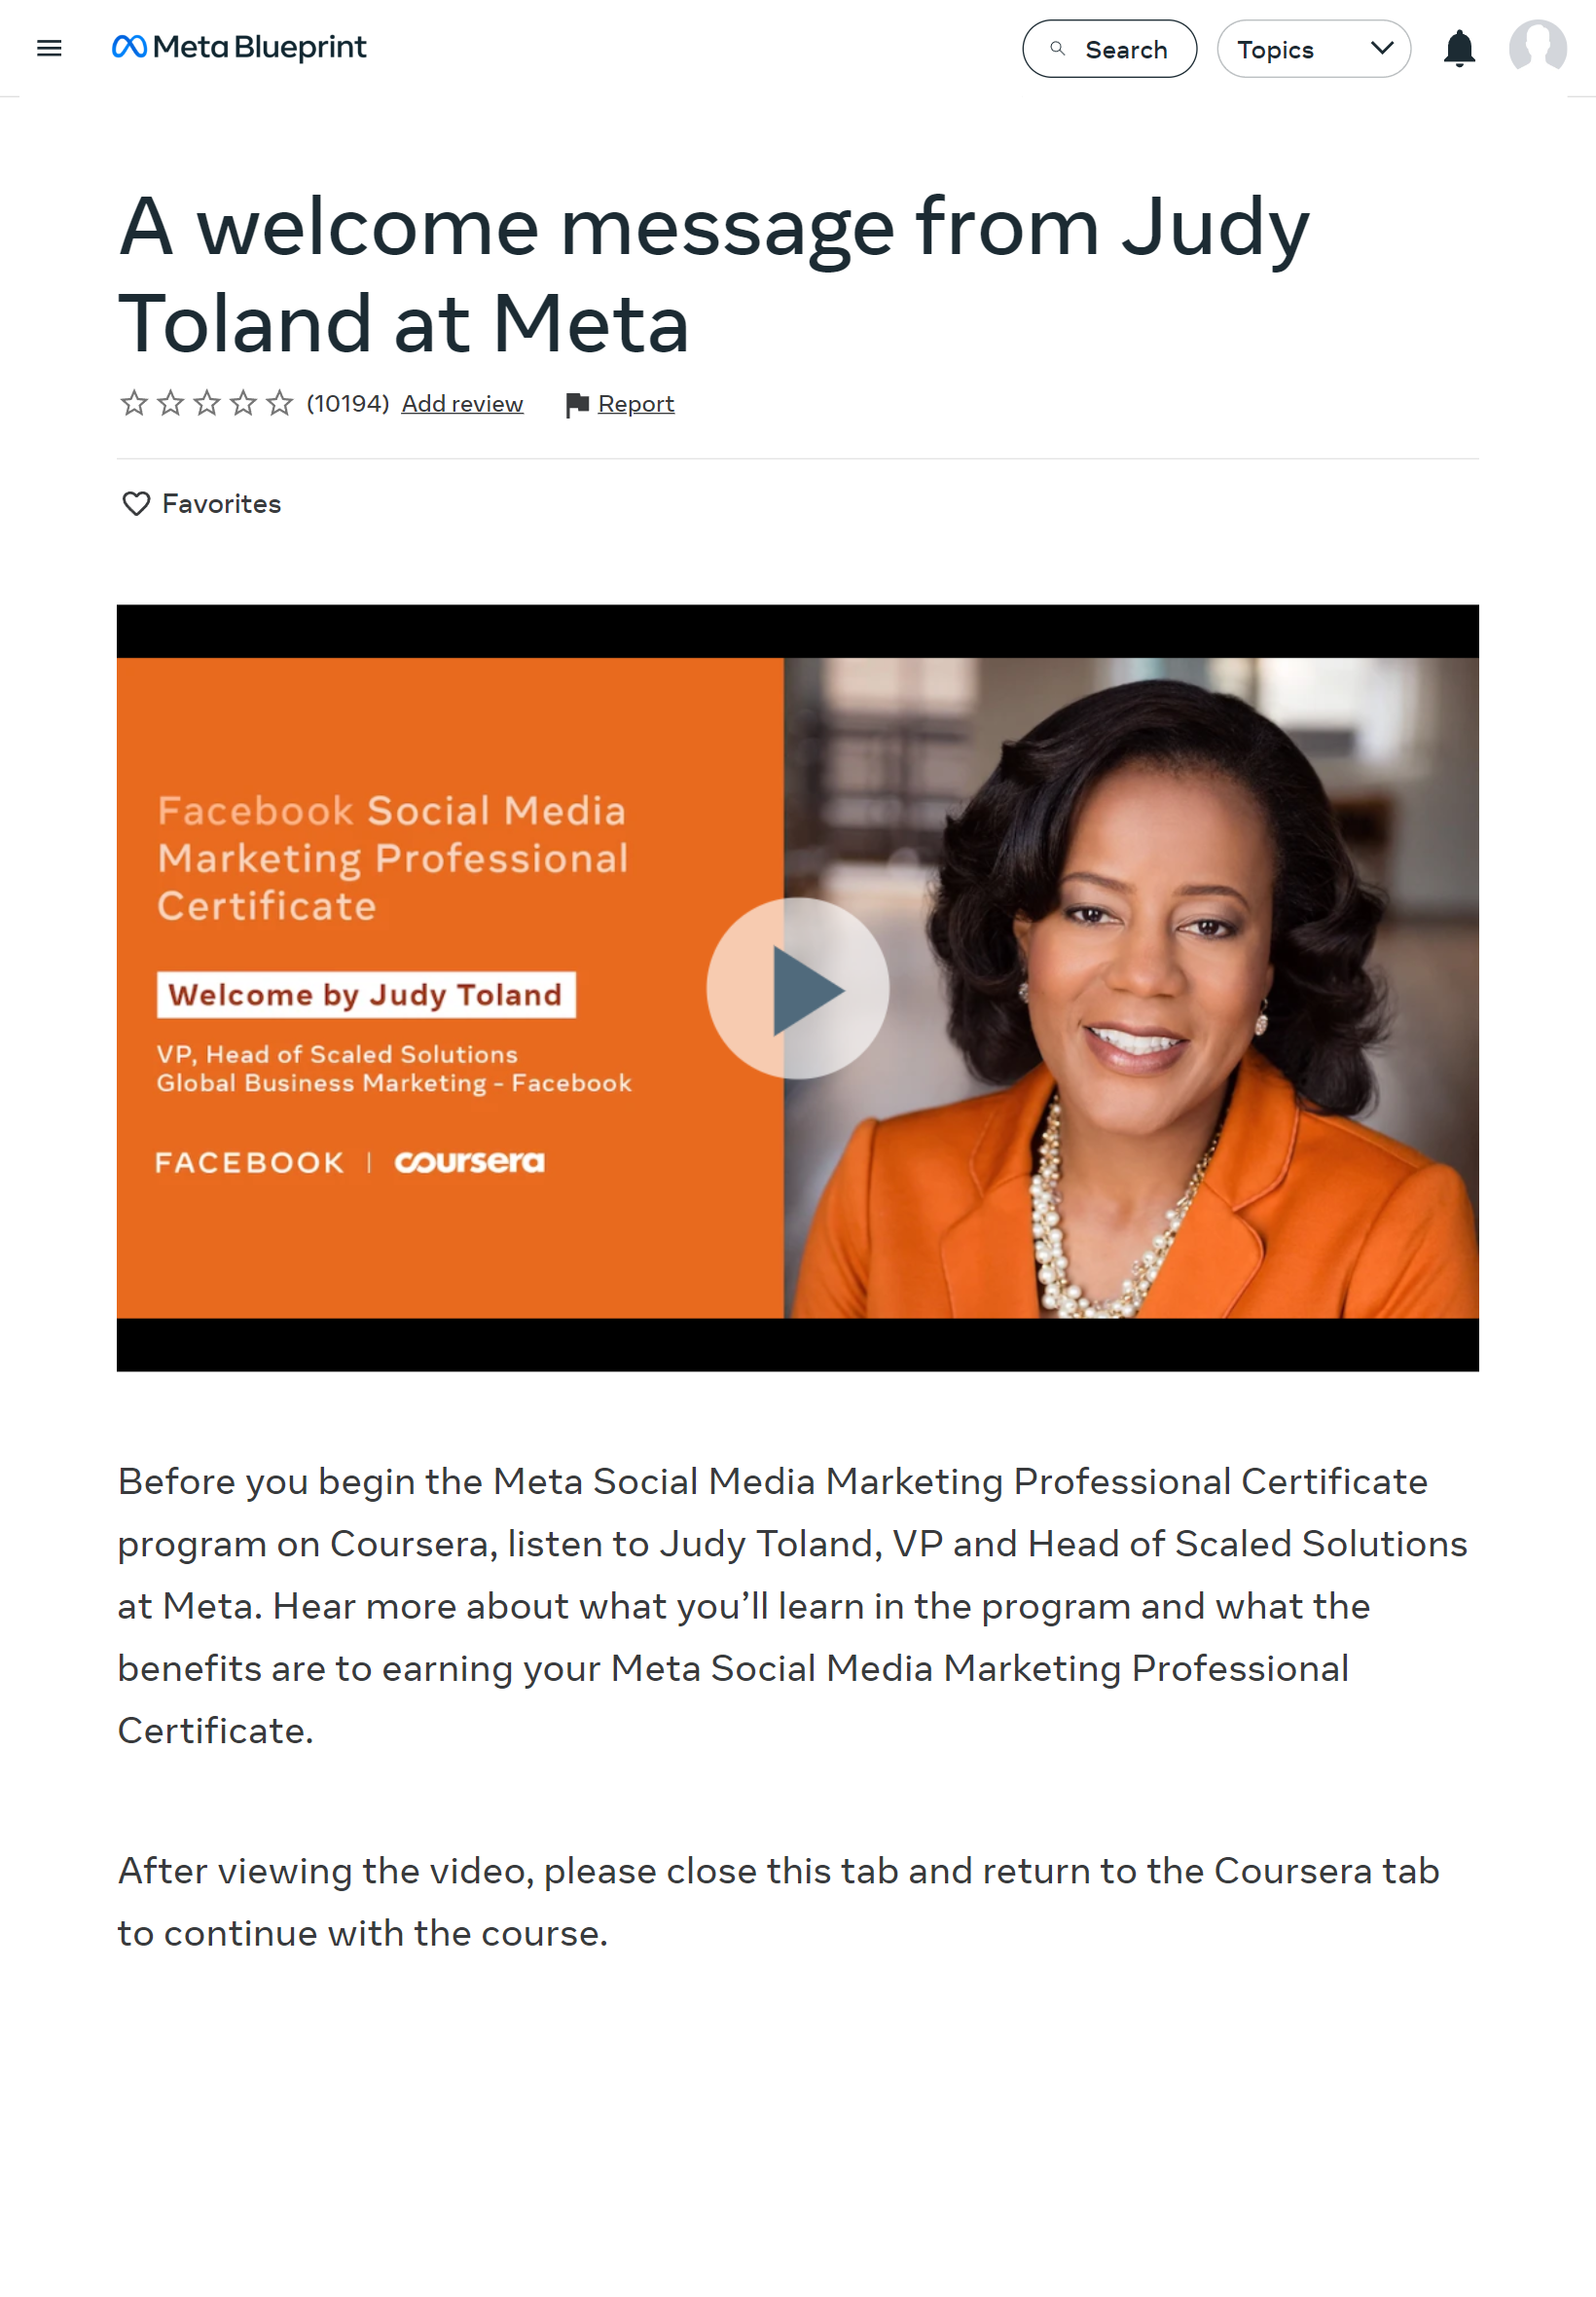 Meta Blueprint
Search
Topics
A welcome message from Judy
Toland at Meta
(10194) Add review Report
Favorites
Facebook Social Media
Marketing Professional
Certificate
Welcome by Judy Toland
VP, Head of Scaled Solutions
Global Business Marketing - Facebook
FACEBOOK | coursera
Before you begin the Meta Social Media Marketing Professional Certificate
program on Coursera, listen to Judy Toland, VP and Head of Scaled Solutions
at Meta. Hear more about what you’ll learn in the program and what the
benefits are to earning your Meta Social Media Marketing Professional
Certificate.
After viewing the video, please close this tab and return to the Coursera tab
to continue with the course.